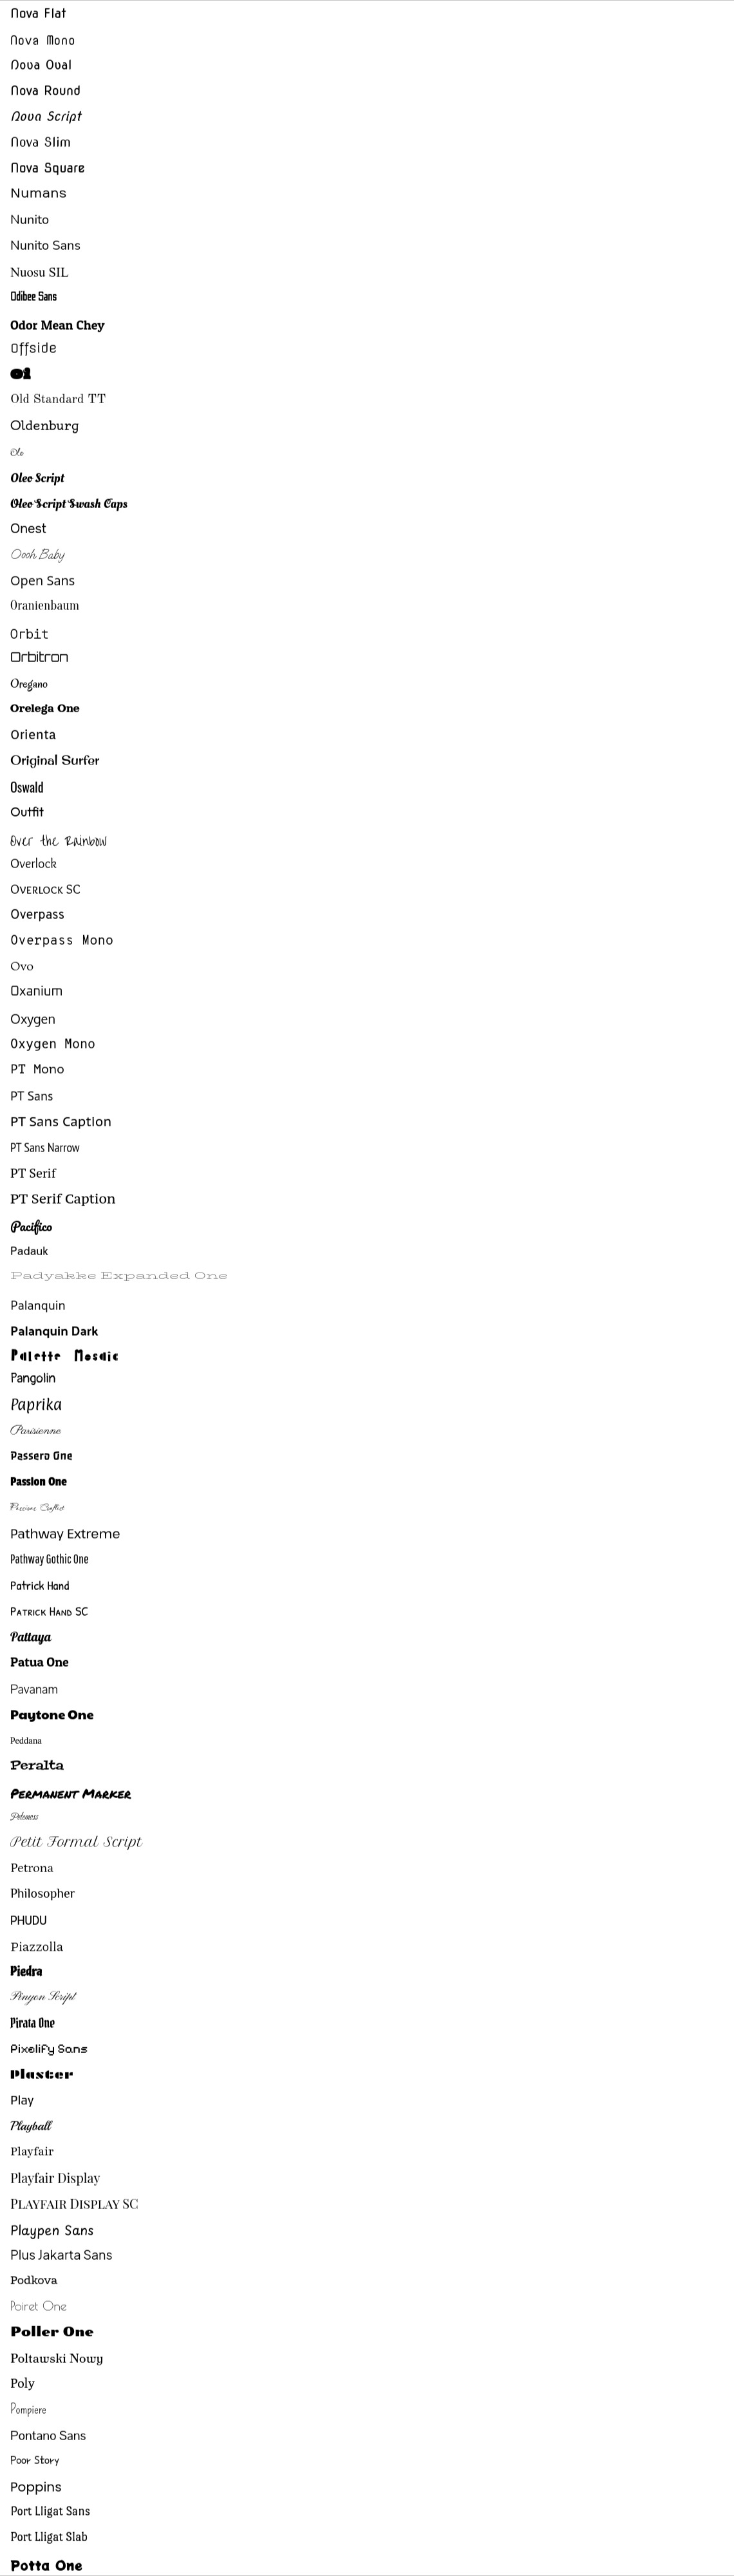 Nova Flat
Nova Mono
Nova Oval
Nova Round
Nova Script
Nova Slim
Nova Square
Numans
Nunito
Nunito Sans
Nuosu SIL
Odibee Sans
Odor Mean Chey
Offside
Oi
Old Standard TT
Oldenburg
Ole
Oleo Script
Oleo Script Swash Caps
Onest
Oooh Baby
Open Sans
Oranienbaum
Orbit
Orbitron
Oregano
Orelega One
Orienta
Original Surfer
Oswald
Outfit
Over the Rainbow
Overlock
Overlock SC
Overpass
Overpass Mono
Ovo
Oxanium
Oxygen
Oxygen Mono
PT Mono
PT Sans
PT Sans Caption
PT Sans Narrow
PT Serif
PT Serif Caption
Pacifico
Padauk
Padyakke Expanded One
Palanquin
Palanquin Dark
Palette Mosaic
Pangolin
Paprika
Parisienne
Passero One
Passion One
Passions Conflict
Pathway Extreme
Pathway Gothic One
Patrick Hand
Patrick Hand SC
Pattaya
Patua One
Pavanam
Paytone One
Peddana
Peralta
Permanent Marker
Petemoss
Petit Formal Script
Petrona
Philosopher
PHUDU
Piazzolla
Piedra
Pinyon Script
Pirata One
Pixelify Sans
Plaster
Play
Playball
Playfair
Playfair Display
Playfair Display SC
Playpen Sans
Plus Jakarta Sans
Podkova
Poiret One
Poller One
Poltawski Nowy
Poly
Pompiere
Pontano Sans
Poor Story
Poppins
Port Lligat Sans
Port Lligat Slab
Potta One